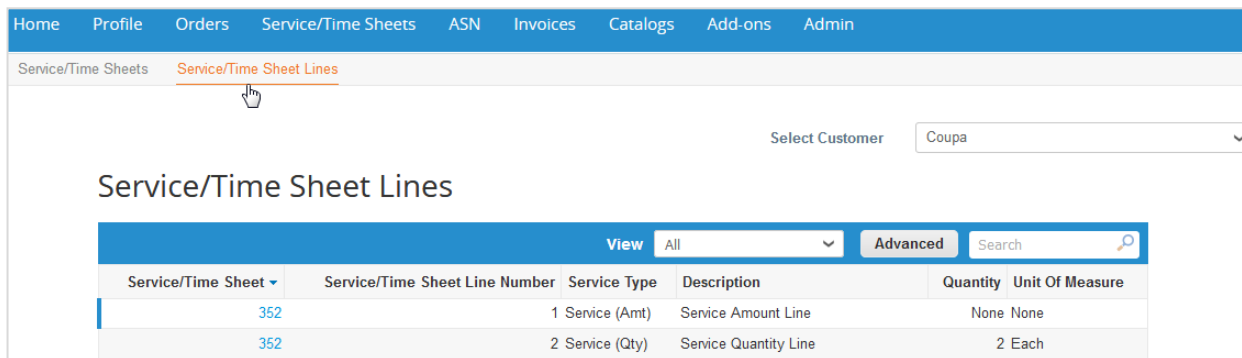 Home Profile Orders Service/Time Sheets ASN Invoices Catalogs Add-ons Admin
Service/Time Sheets Service/Time Sheet Lines
Select Customer Coupa
Service/Time Sheet Lines
View All Advanced Search
Service/Time Sheet Service/Time Sheet Line Number Service Type Description Quantity Unit Of Measure
352 1 Service (Amt) Service Amount Line None None
352 2 Service (Qty) Service Quantity Line 2 Each